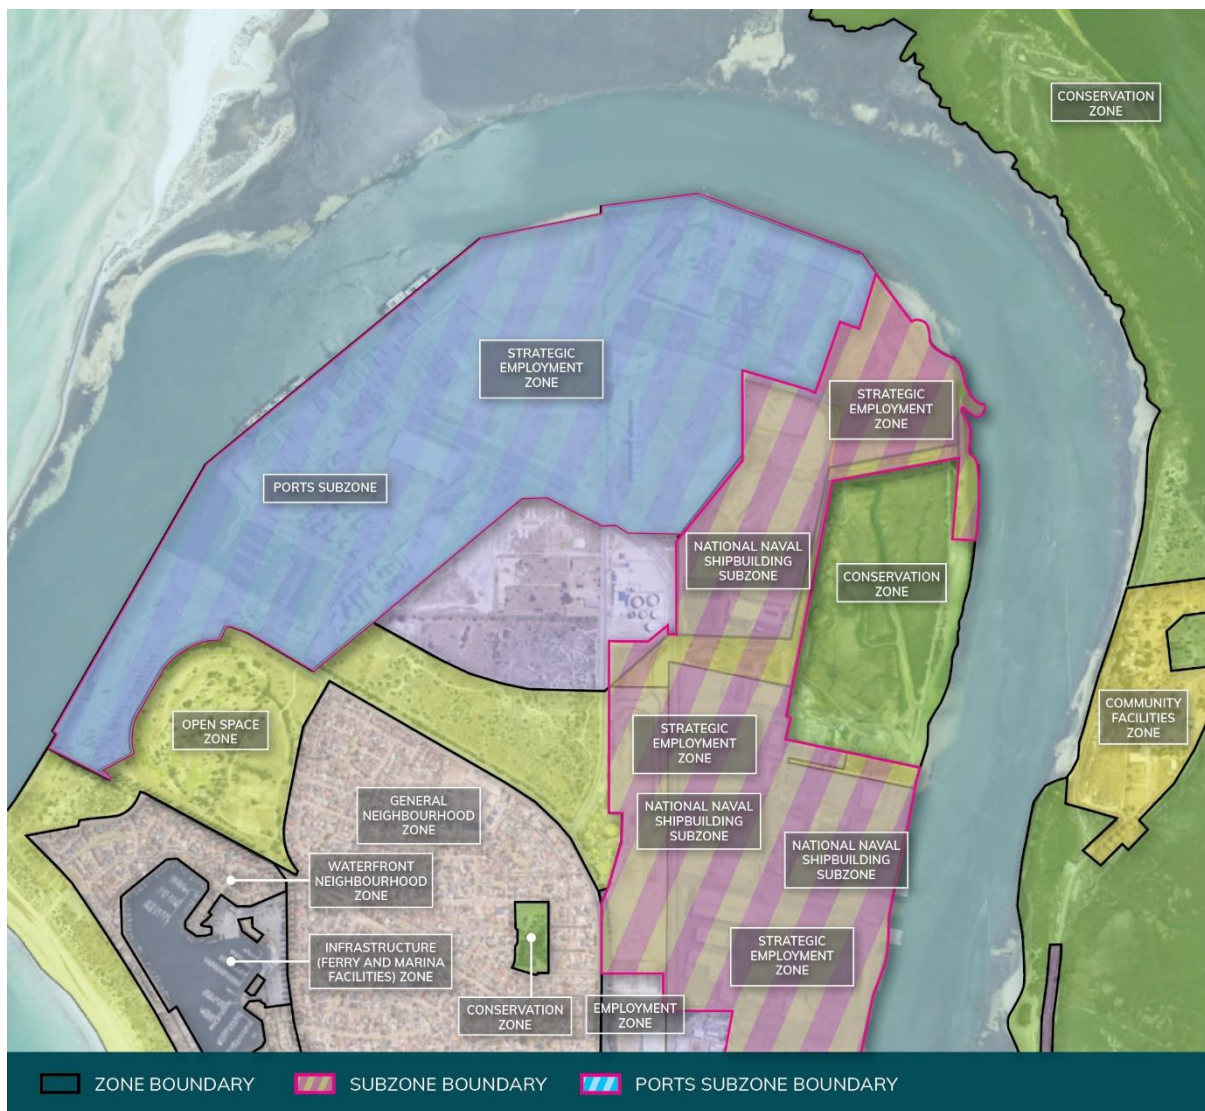 CONSERVATION
ZONE
STRATEGIC
EMPLOYMENT
ZONE
STRATEGIC
EMPLOYMENT
ZONE
PORTS SUBZONE
NATIONAL NAVAL
SHIPBUILDING
SUBZONE
CONSERVATION
ZONE
OPEN SPACE
ZONE
STRATEGIC
EMPLOYMENT
ZONE
COMMUNITY
FACILITIES
ZONE
GENERAL
NEIGHBOURHOOD
ZONE
NATIONAL NAVAL
SHIPBUILDING
SUBZONE
NATIONAL NAVAL
SHIPBUILDING
SUBZONE
WATERFRONT
NEIGHBOURHOOD
ZONE
INFRASTRUCTURE
(FERRY AND MARINA
FACILITIES) ZONE
STRATEGIC
EMPLOYMENT
ZONE
CONSERVATION
ZONE
EMPLOYMENT
ZONE
ZONE BOUNDARY
SUBZONE BOUNDARY
PORTS SUBZONE BOUNDARY